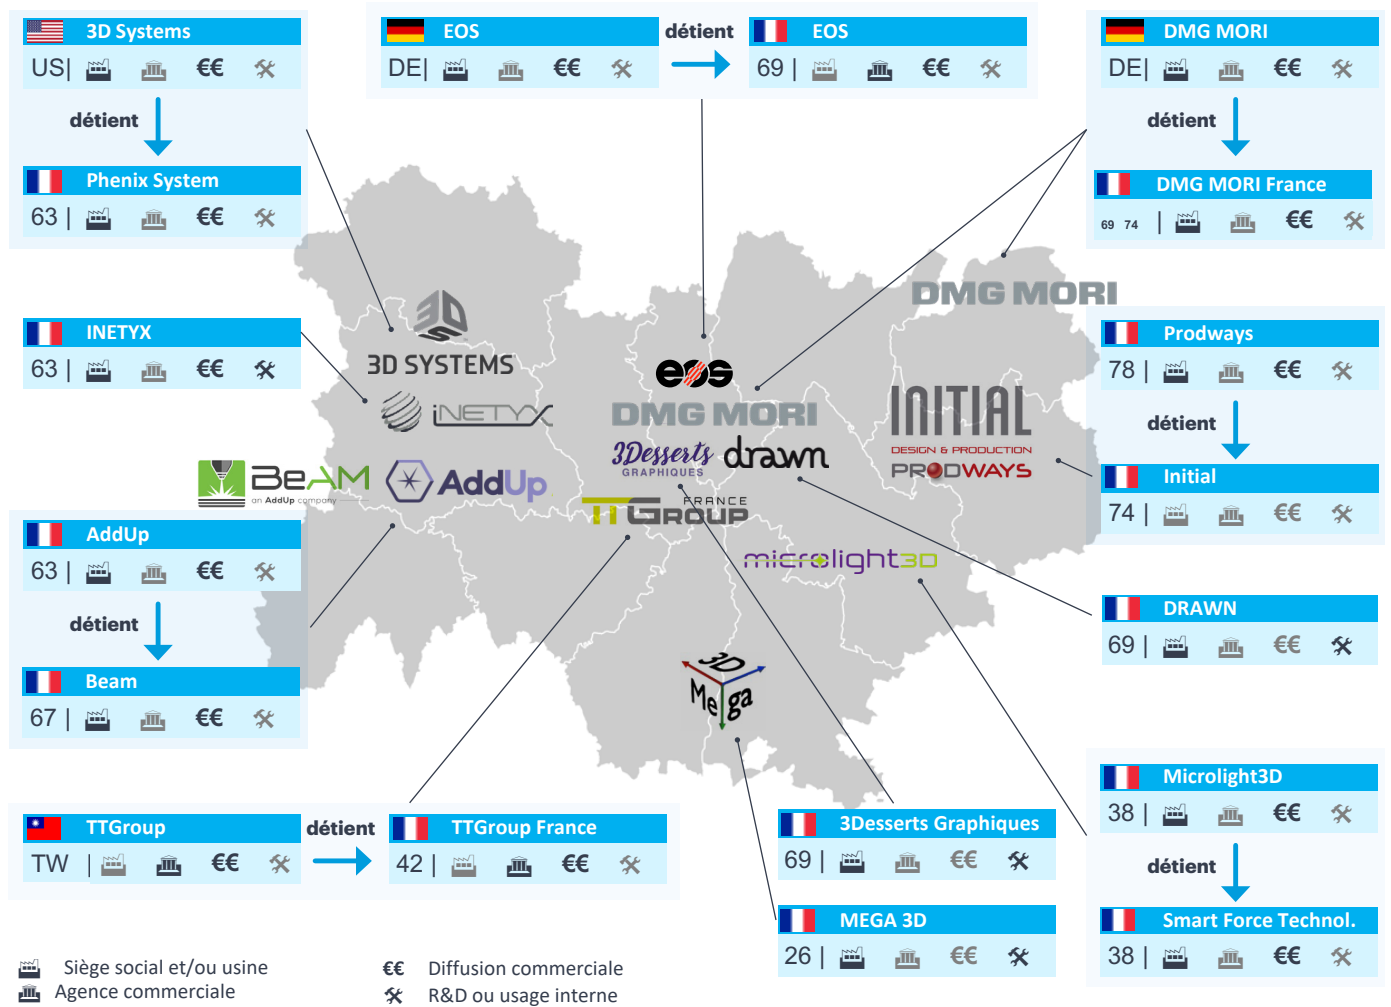 3D Systems
US| €€
détient
Phenix System
63 | €€
EOS
DE| €€
détient
EOS
69 | €€
DMG MORI
DE| €€
détient
DMG MORI France
69 74 | €€
INETYX
63 | €€
3D
S
3D SYSTEMS
iNETYX
BeAM
an AddUp company
AddUp
eos
DMG MORI
3Desserts
GRAPHIQUES
drawn
FRANCE
TTGROUP
DMG MORI
INITIAL
DESIGN & PRODUCTION
PRODWAYS
microlight3D
3D
Mega
Prodways
78 | €€
détient
Initial
74 | €€
AddUp
63 | €€
détient
Beam
67 | €€
DRAWN
69 | €€
TTGroup
TW | €€
détient
TTGroup France
42 | €€
3Desserts Graphiques
69 | €€
MEGA 3D
26 | €€
Microlight3D
38 | €€
détient
Smart Force Technol.
38 | €€
Siège social et/ou usine
Agence commerciale
€€ Diffusion commerciale
R&D ou usage interne